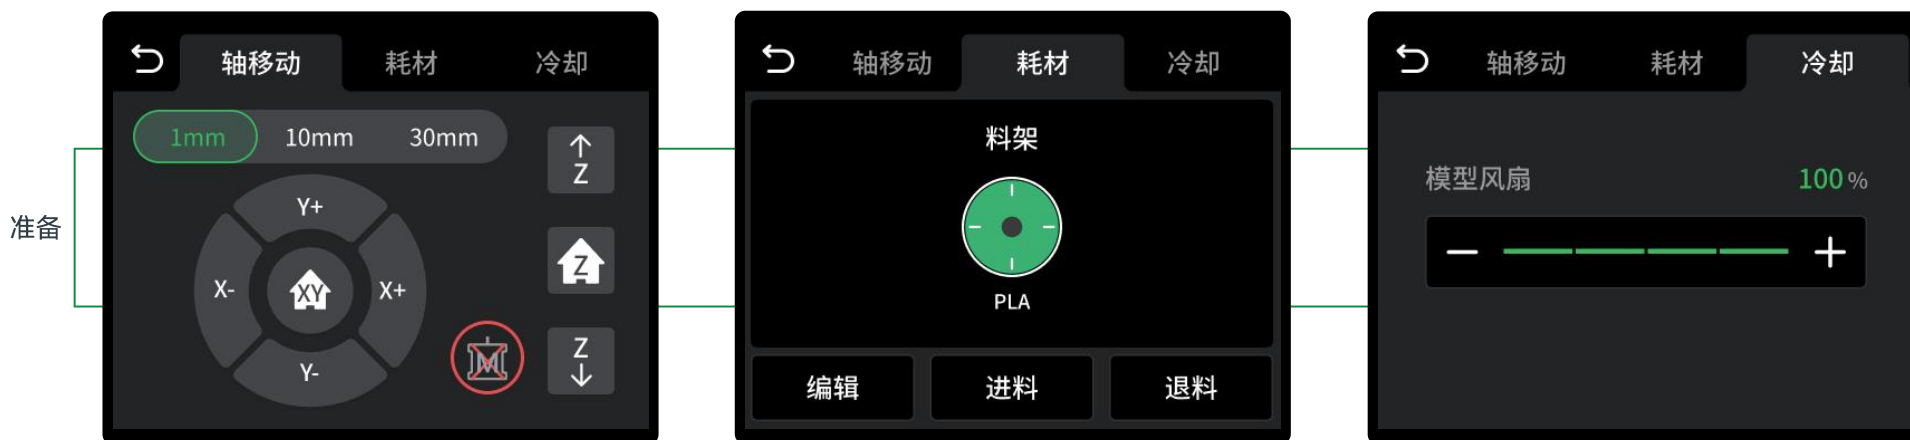 准备
轴移动 耗材 冷却
1mm 10mm 30mm
Z
Y+
X- XY X+
Z
Y-
M
Z
轴移动 耗材 冷却
料架
PLA
编辑 进料 退料
轴移动 耗材 冷却
模型风扇 100%